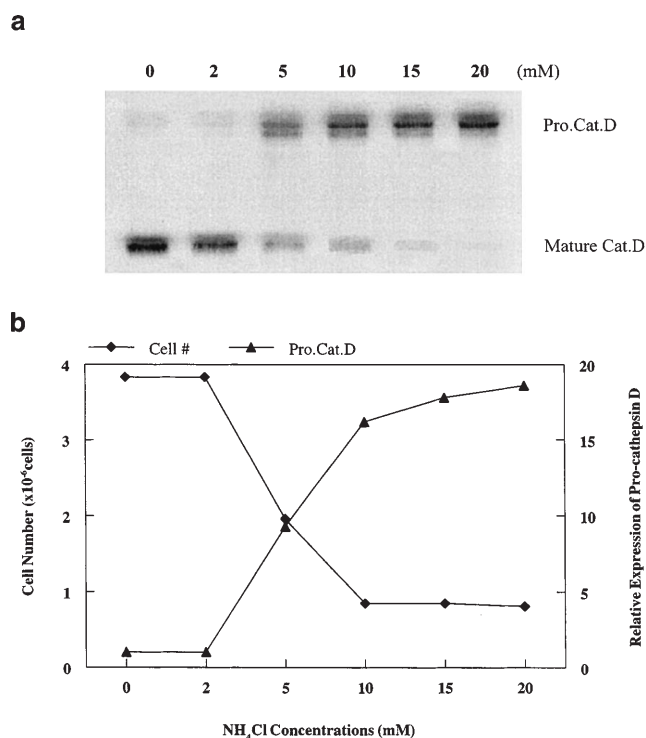 a
0 2 5 10 15 20 (mM)
Pro.Cat.D
Mature Cat.D
b
Cell # Pro.Cat.D
4 20
3 15
2 10
1 5
0 0
Cell Number (x10⁻⁶cells)
Relative Expression of Pro-cathepsin D
0 2 5 10 15 20
NH₄Cl Concentrations (mM)